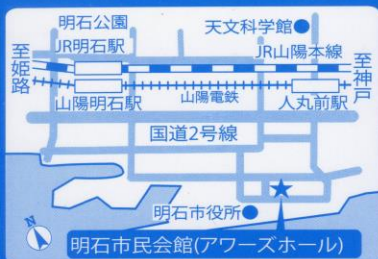 明石公園
天文科学館
JR明石駅
JR山陽本線
至姫路
至神戸
山陽明石駅
山陽電鉄
人丸前駅
国道2号線
明石市役所
N
明石市民会館(アワーズホール)